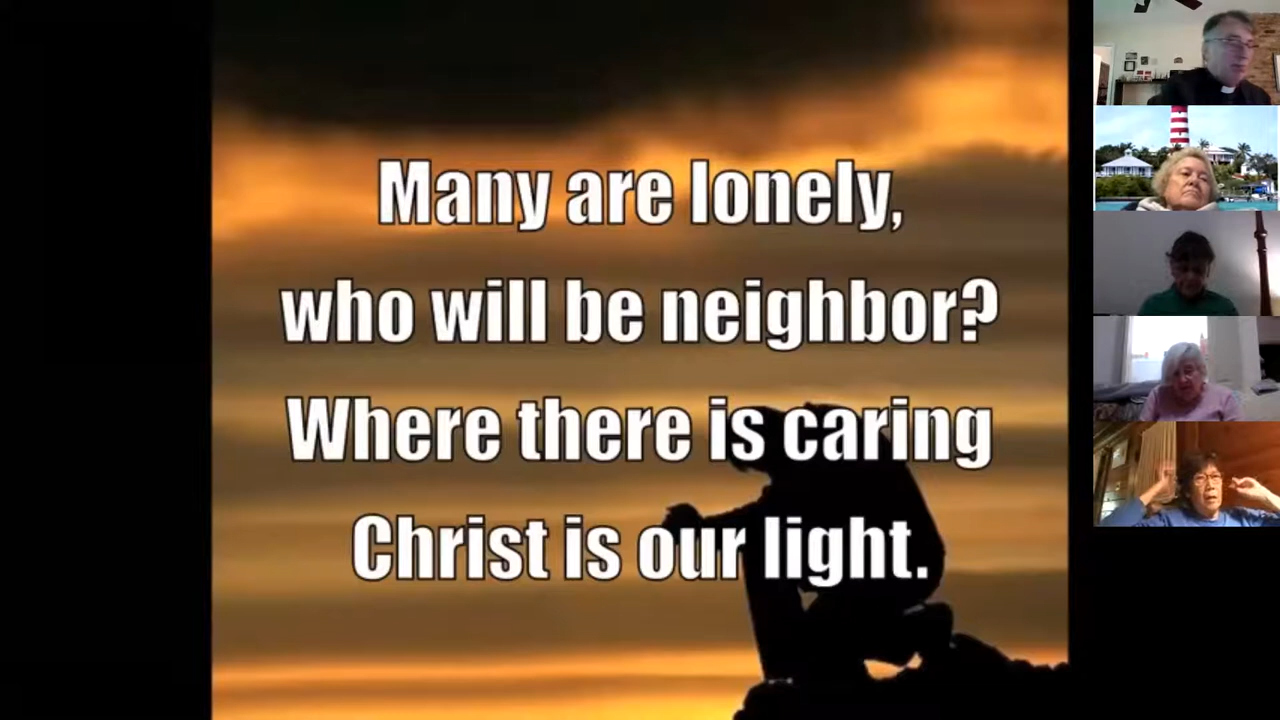 Many are lonely,
who will be neighbor?
Where there is caring
Christ is our light.